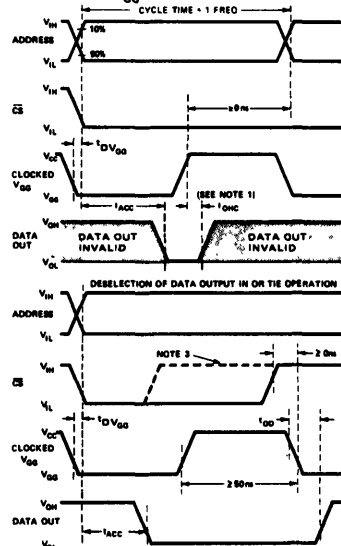 GG
CYCLE TIME = 1 FREQ
VIH
10%
ADDRESS
90%
VIL
VIH
CS
≥0 ns
VIL
tDVGG
VCC
CLOCKED
VGG
(SEE NOTE 1)
VGG
tACC
tOHC
VOH
DATA OUT
DATA OUT INVALID
DATA OUT INVALID
VOL
DESELECTION OF DATA OUTPUT IN OR TIE OPERATION
VIH
ADDRESS
VIL
NOTE 3
≥ 0ns
VIH
CS
VIL
tDVGG
tOD
VCC
CLOCKED
VGG
VGG
≥ 50ns
VOH
DATA OUT
tACC